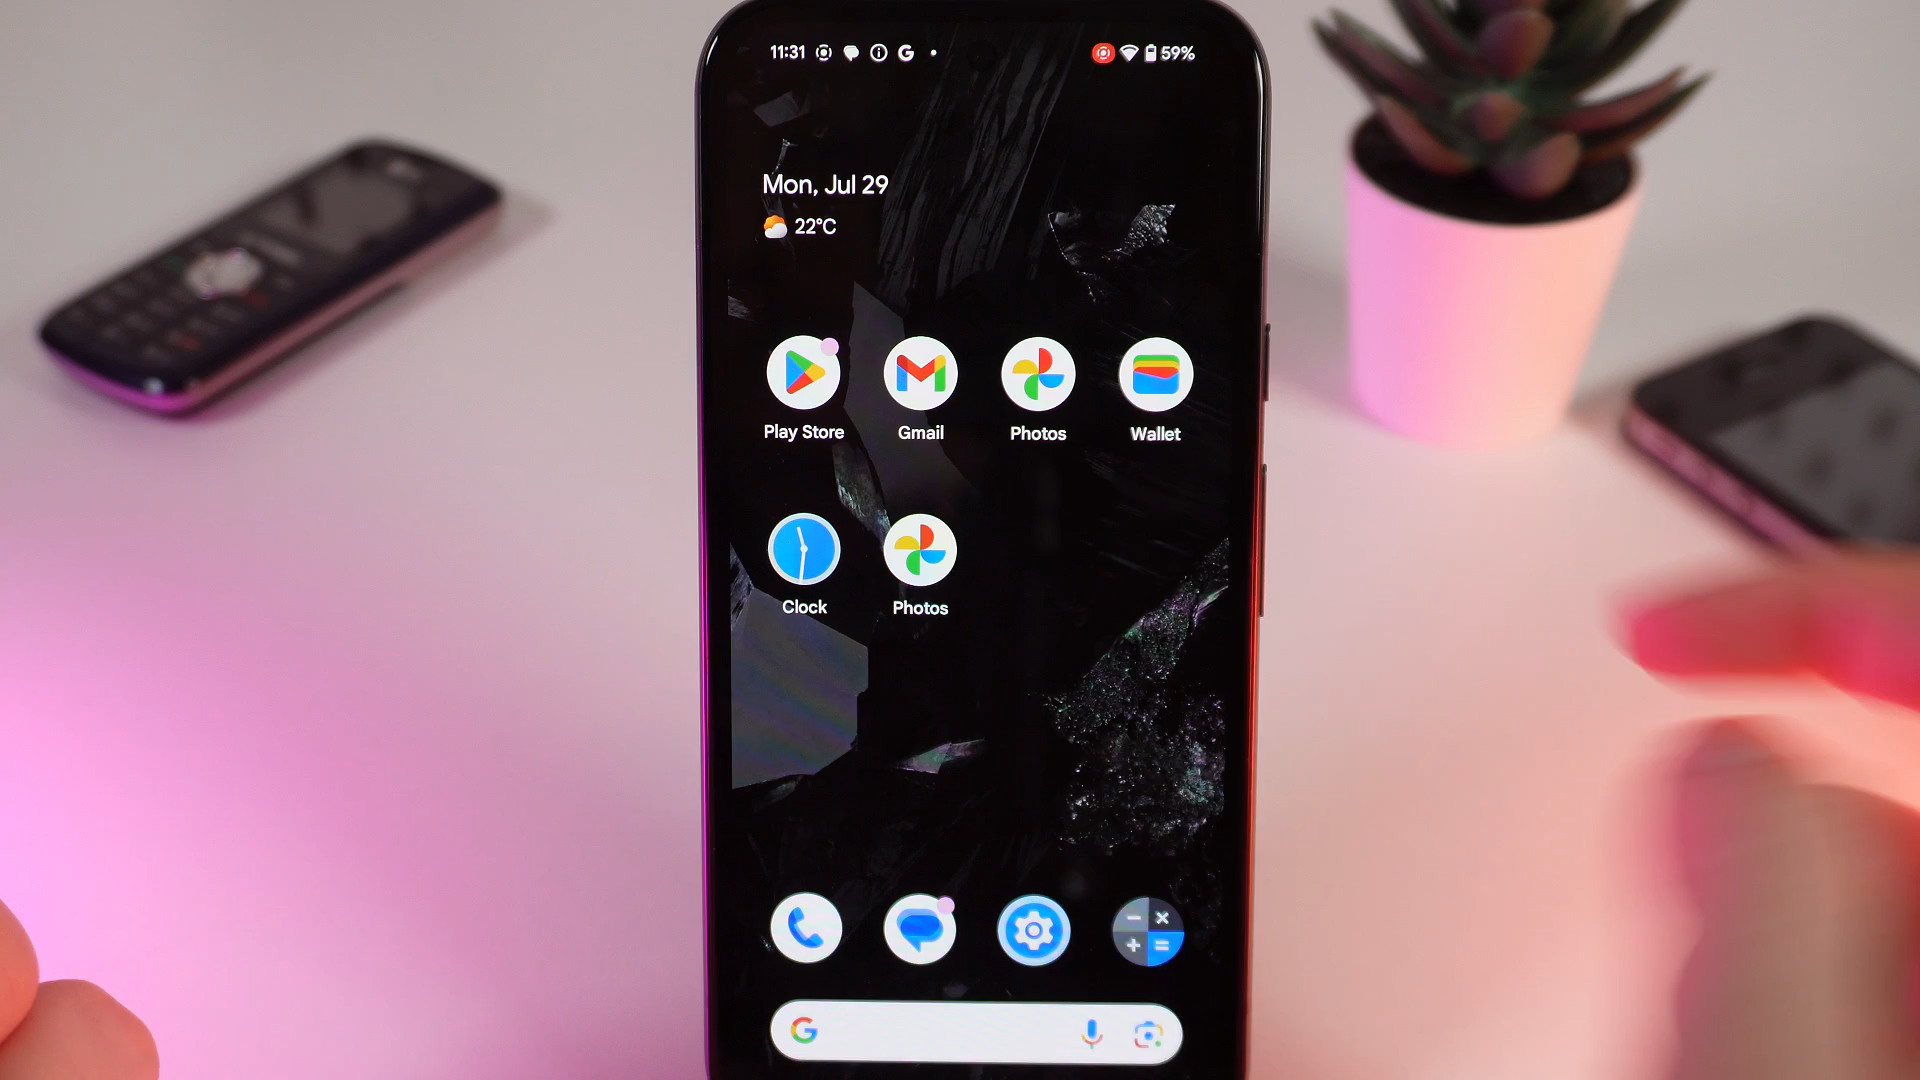 11:31 59%
Mon, Jul 29
22°C
Play Store Gmail Photos Wallet
Clock Photos